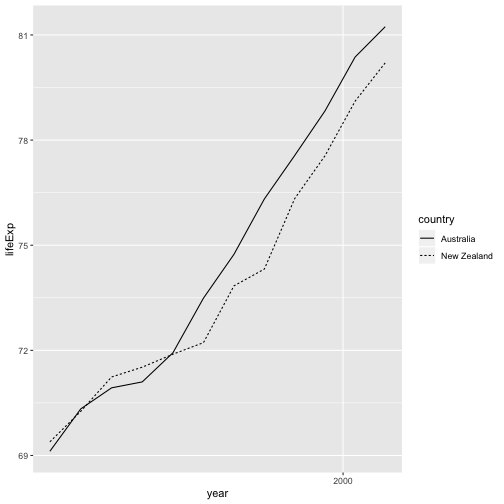 81
78
75
72
69
lifeExp
2000
year
country
Australia
New Zealand